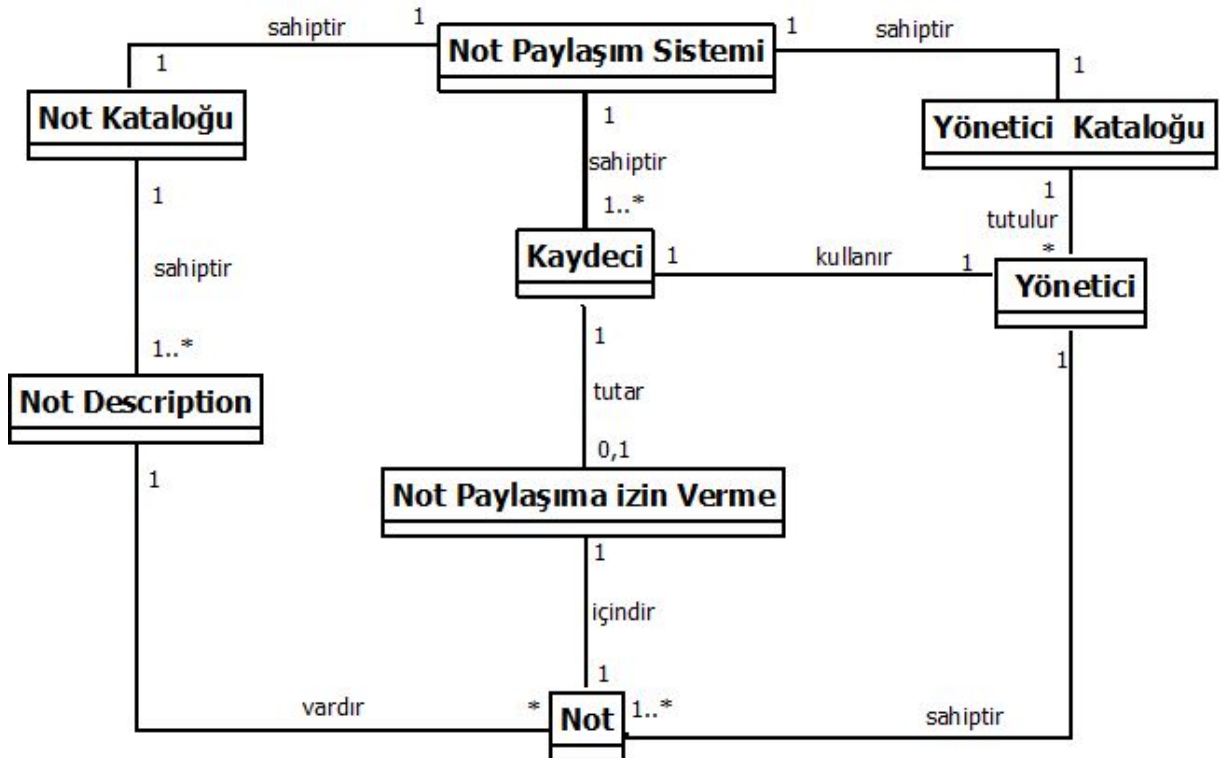 sahiptir
1
Not Paylaşım Sistemi
1
sahiptir
1
1
Not Kataloğu
Yönetici Kataloğu
1
sahiptir
1..*
1
sahiptir
1..*
1
tutulur
*
Kaydeci
1
kullanır
1
Yönetici
Not Description
1
tutar
0,1
1
1
Not Paylaşıma izin Verme
1
içindir
1
vardır
*
Not
1..*
sahiptir